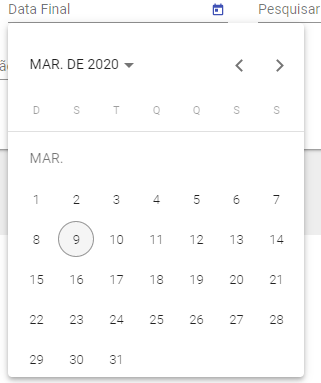 Data Final
Pesquisar
ão
MAR. DE 2020
D S T Q Q S S
MAR.
1 2 3 4 5 6 7
8 9 10 11 12 13 14
15 16 17 18 19 20 21
22 23 24 25 26 27 28
29 30 31